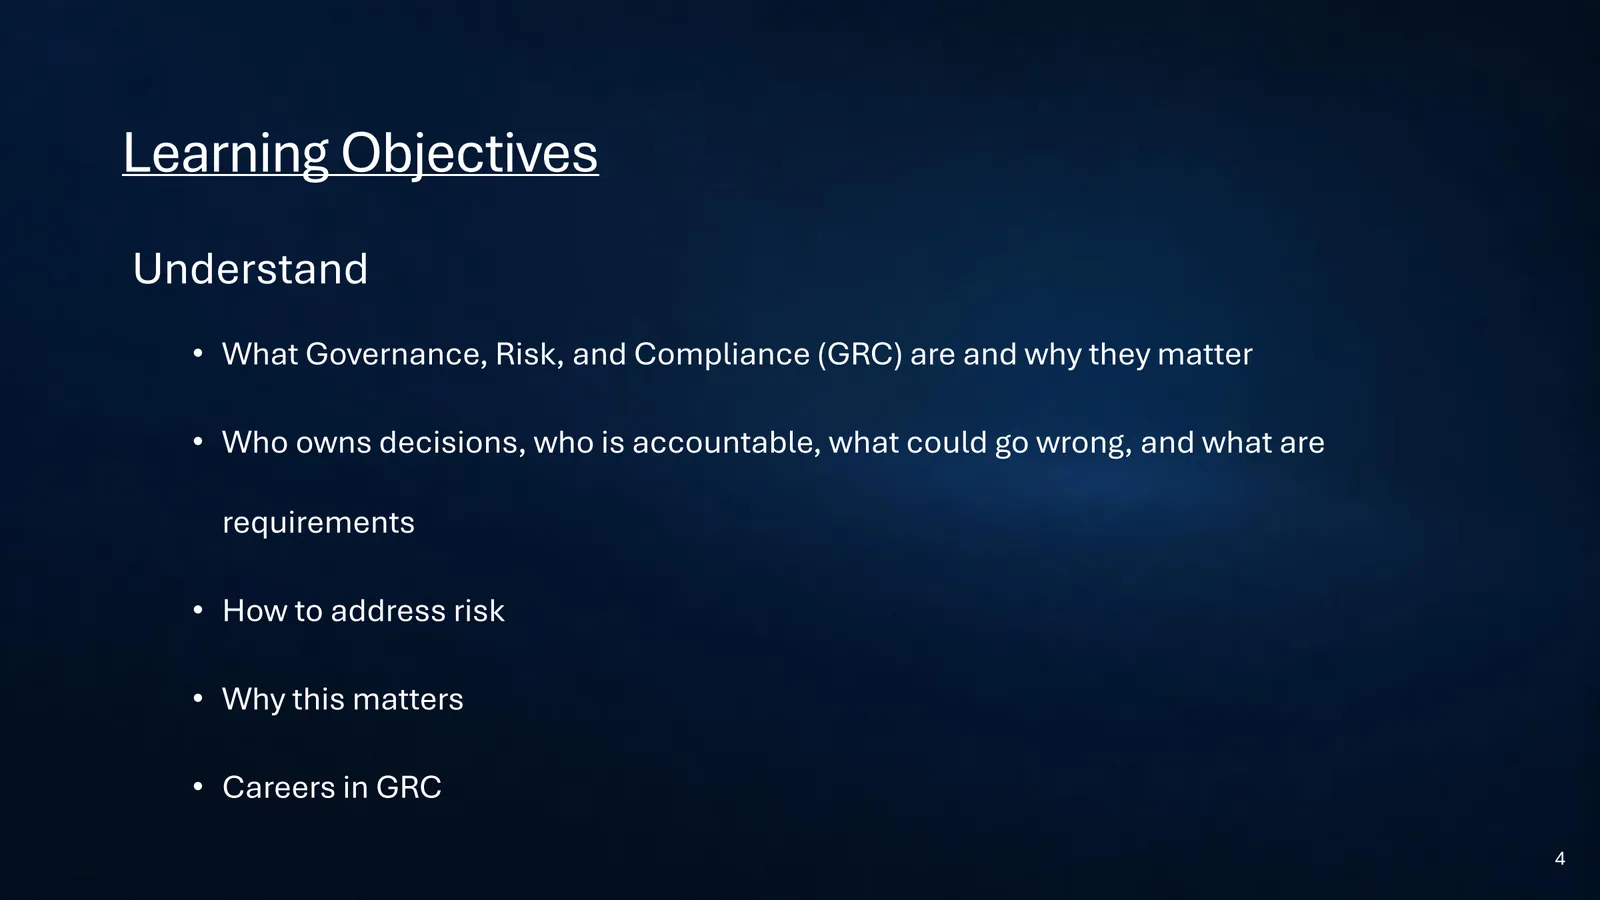 Learning Objectives
Understand
• What Governance, Risk, and Compliance (GRC) are and why they matter
• Who owns decisions, who is accountable, what could go wrong, and what are
requirements
• How to address risk
• Why this matters
• Careers in GRC
4